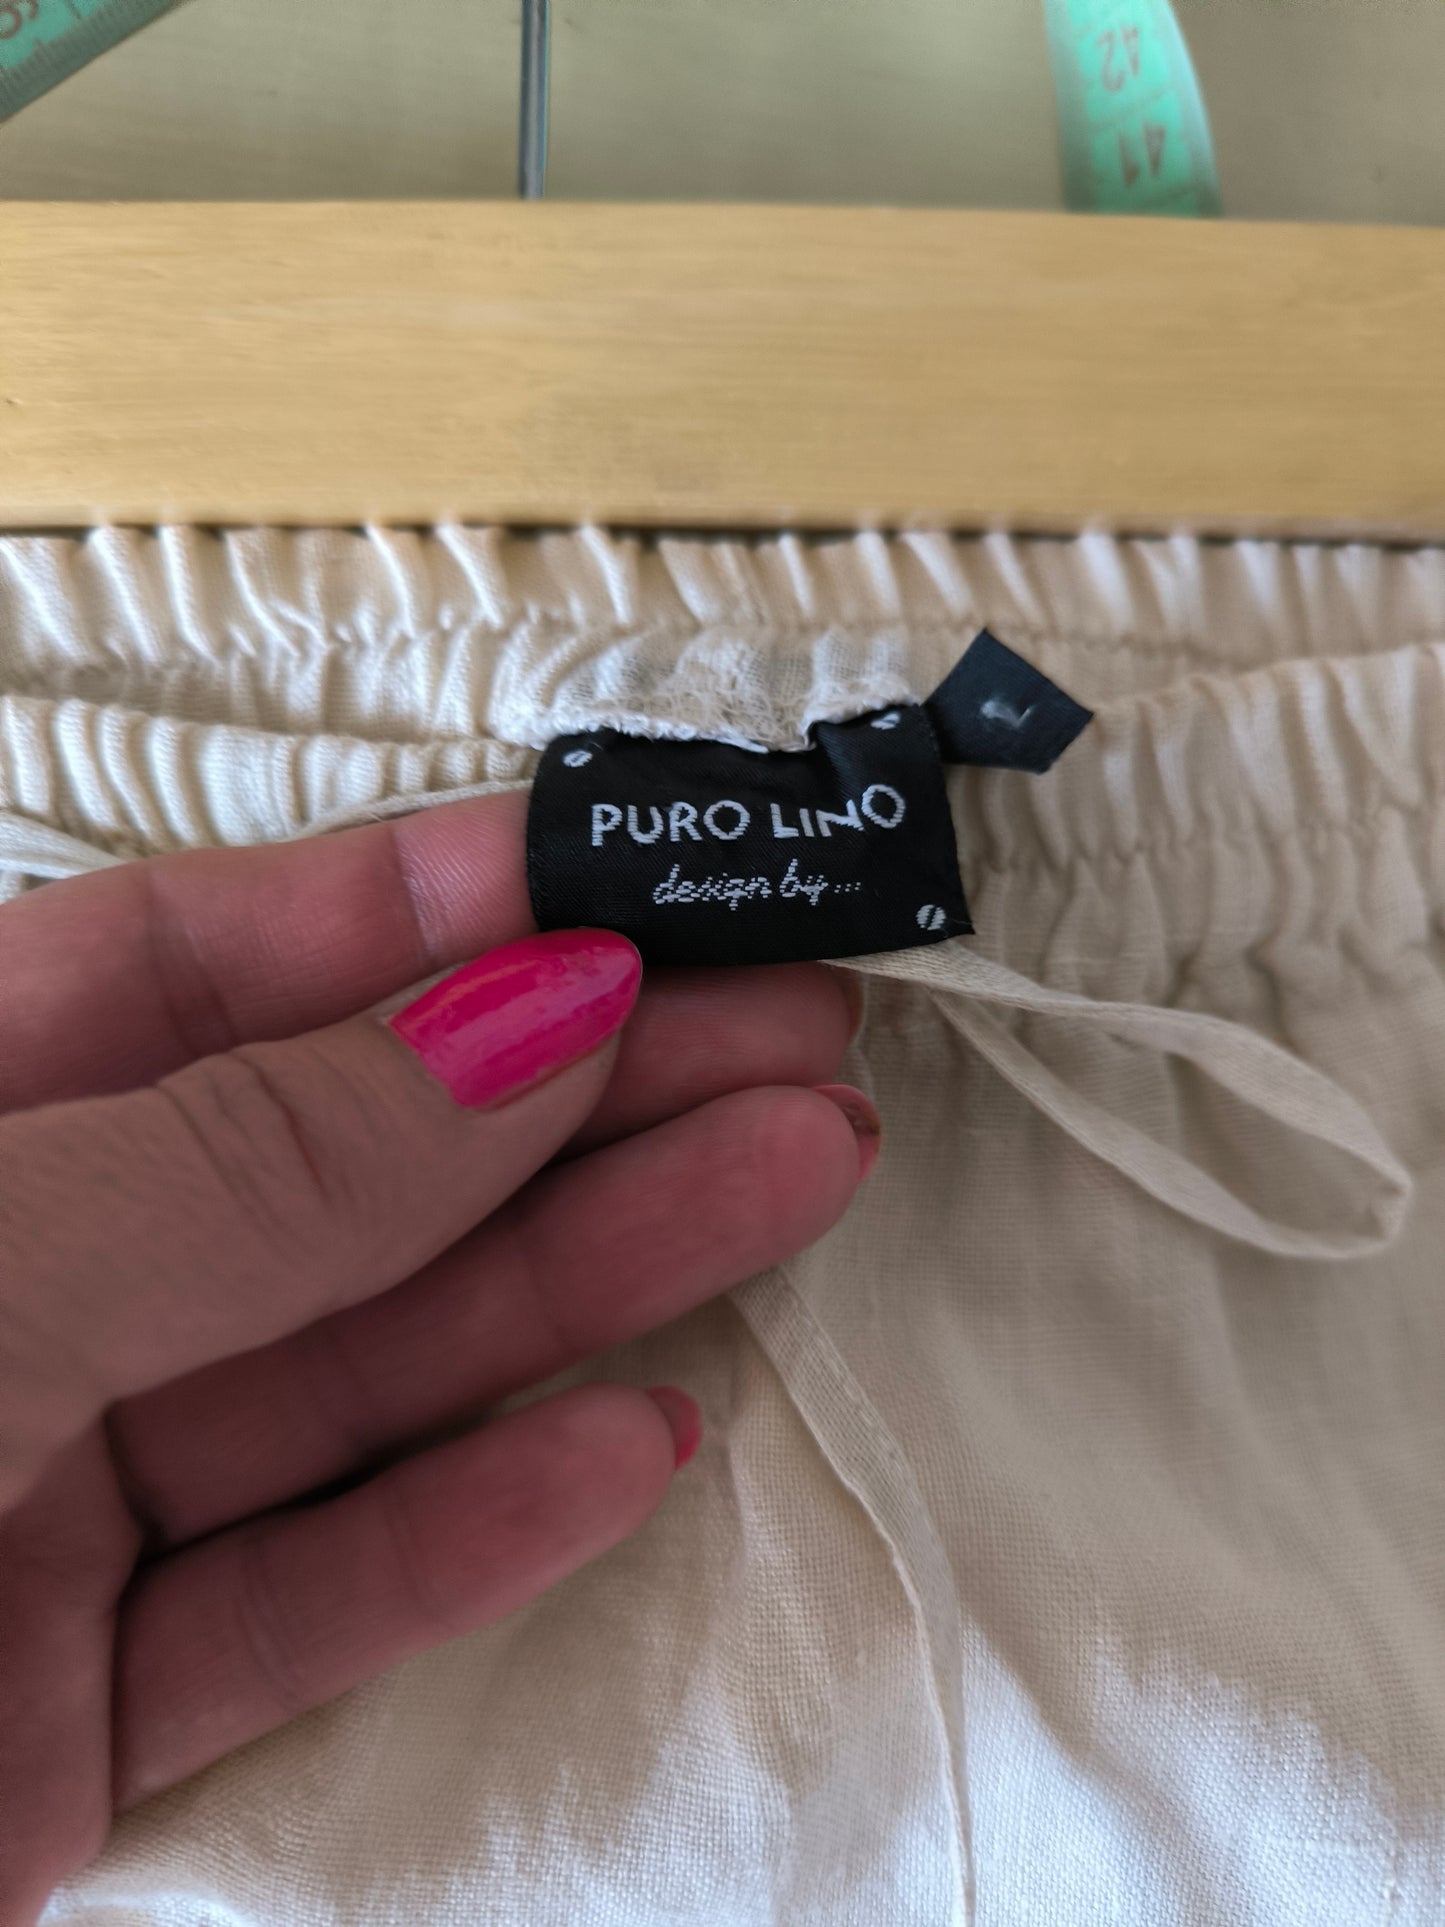 42
41
L
PURO LINO
design by...